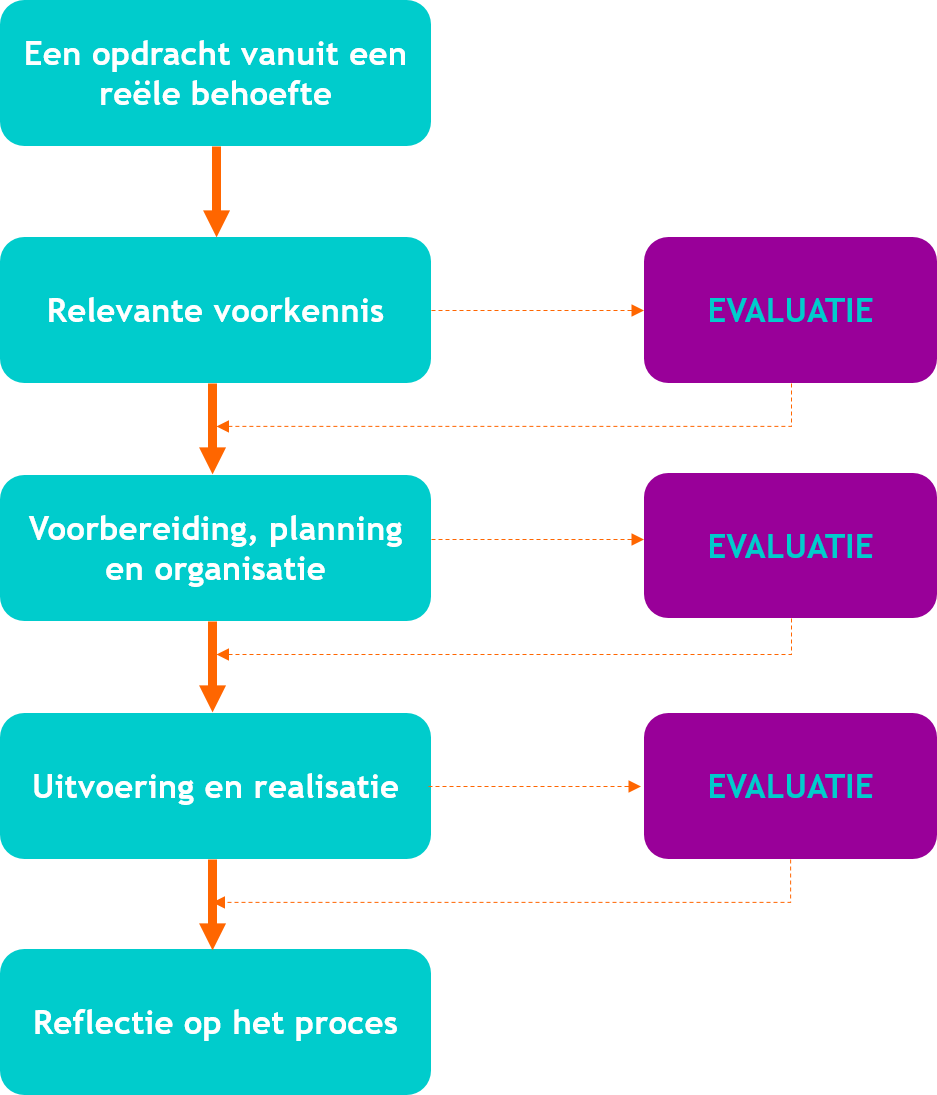 Een opdracht vanuit een
reële behoefte
Relevante voorkennis
EVALUATIE
Voorbereiding, planning
en organisatie
EVALUATIE
Uitvoering en realisatie
EVALUATIE
Reflectie op het proces